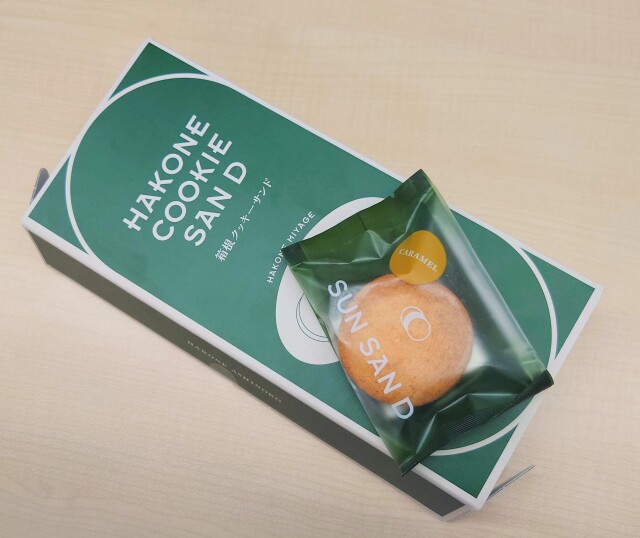 HAKONE
COOKIE
SAN D
箱根クッキーサンド
HAKONE MIYAGE
CARAMEL
SUN SAN D